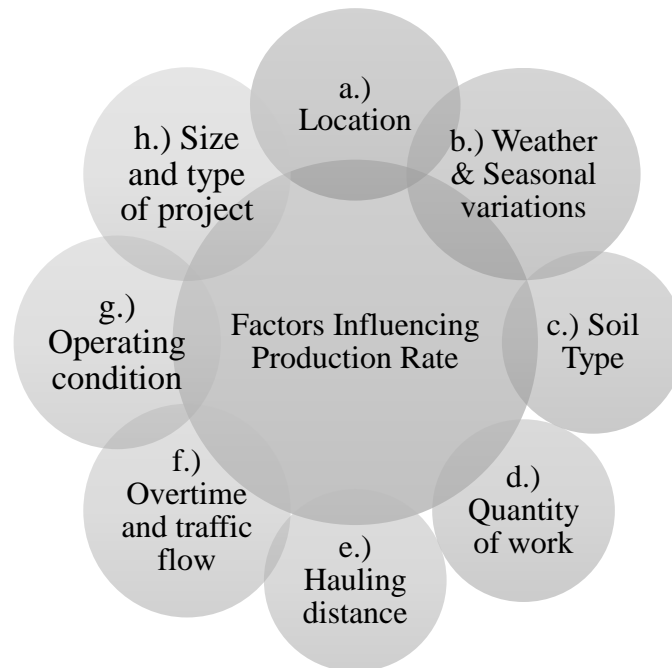 a.)
Location
b.) Weather
& Seasonal
variations
c.) Soil
Type
d.)
Quantity
of work
e.)
Hauling
distance
f.)
Overtime
and traffic
flow
g.)
Operating
condition
h.) Size
and type
of project
Factors Influencing
Production Rate